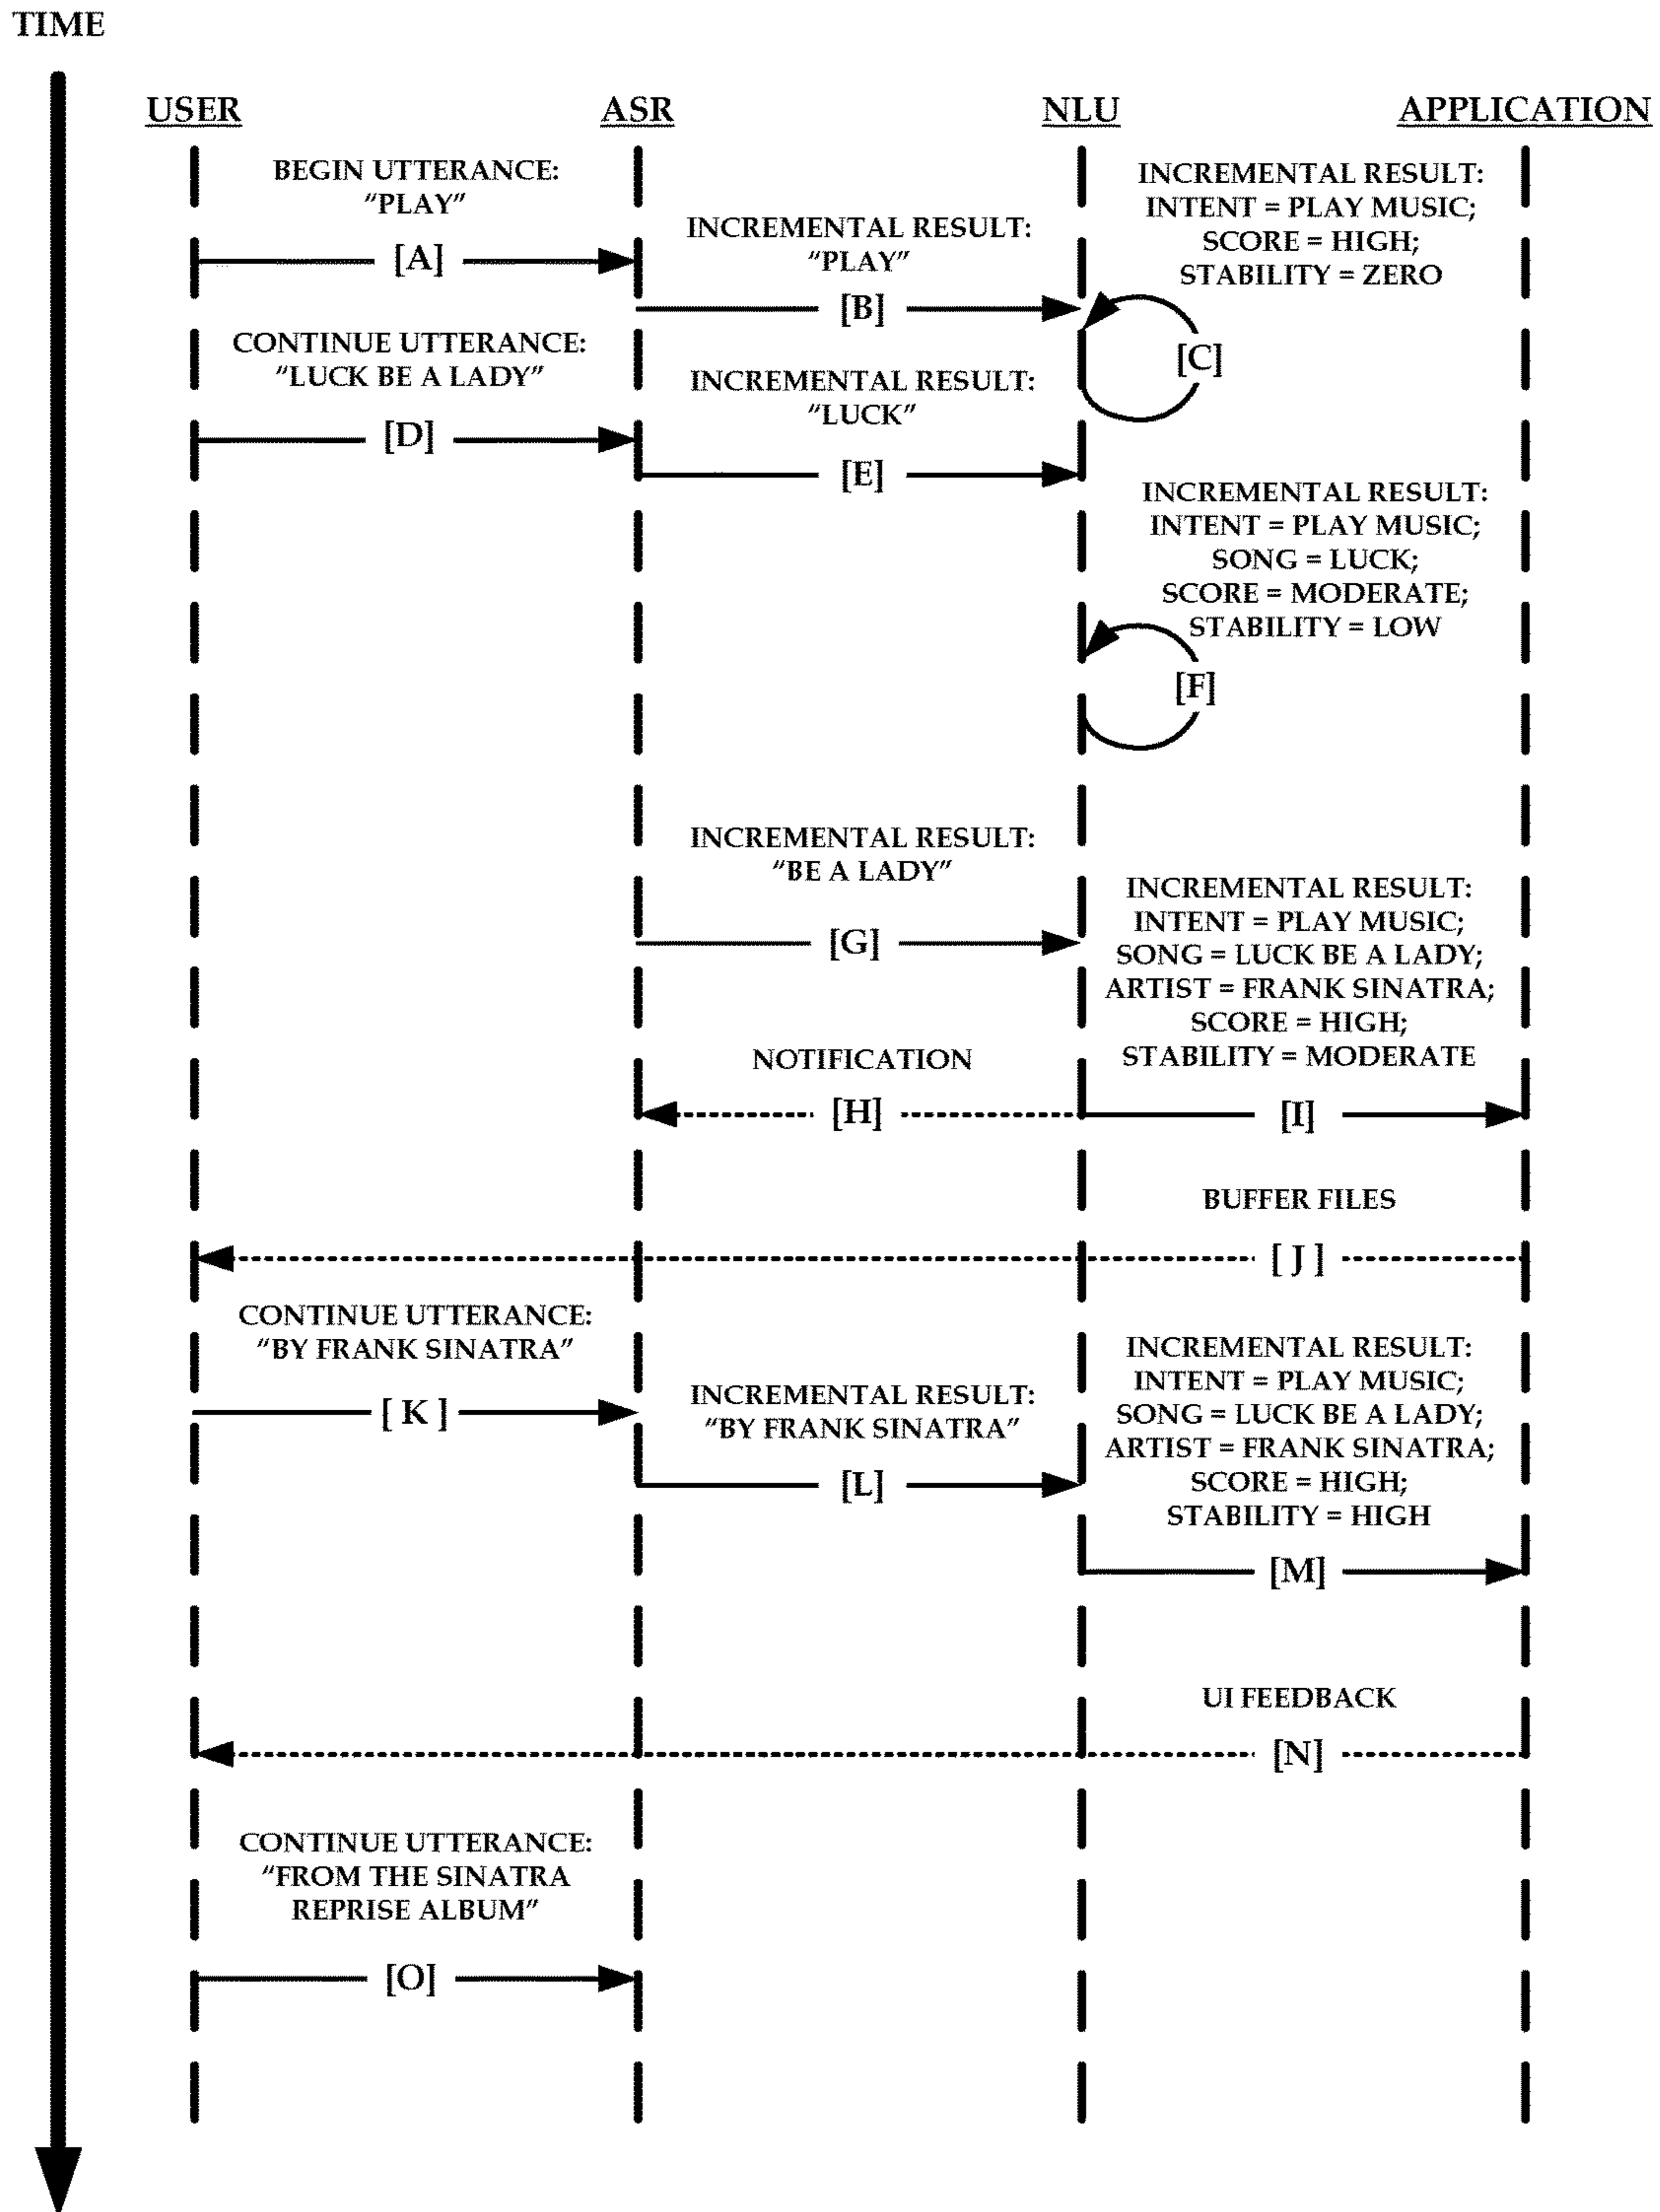 TIME
USER
ASR
NLU
APPLICATION
BEGIN UTTERANCE:
"PLAY"
[A]
INCREMENTAL RESULT:
"PLAY"
[B]
INCREMENTAL RESULT:
INTENT = PLAY MUSIC;
SCORE = HIGH;
STABILITY = ZERO
[C]
CONTINUE UTTERANCE:
"LUCK BE A LADY"
[D]
INCREMENTAL RESULT:
"LUCK"
[E]
INCREMENTAL RESULT:
INTENT = PLAY MUSIC;
SONG = LUCK;
SCORE = MODERATE;
STABILITY = LOW
[F]
INCREMENTAL RESULT:
"BE A LADY"
[G]
INCREMENTAL RESULT:
INTENT = PLAY MUSIC;
SONG = LUCK BE A LADY;
ARTIST = FRANK SINATRA;
SCORE = HIGH;
STABILITY = MODERATE
NOTIFICATION
[H]
[I]
BUFFER FILES
[ J ]
CONTINUE UTTERANCE:
"BY FRANK SINATRA"
[ K ]
INCREMENTAL RESULT:
"BY FRANK SINATRA"
[L]
INCREMENTAL RESULT:
INTENT = PLAY MUSIC;
SONG = LUCK BE A LADY;
ARTIST = FRANK SINATRA;
SCORE = HIGH;
STABILITY = HIGH
[M]
UI FEEDBACK
[N]
CONTINUE UTTERANCE:
"FROM THE SINATRA
REPRISE ALBUM"
[O]